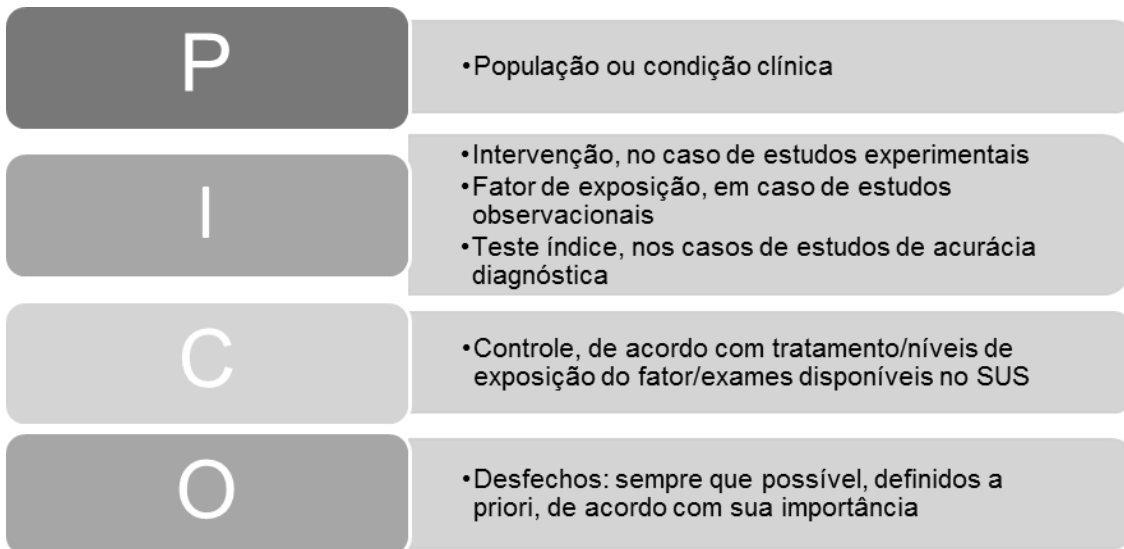 P
•População ou condição clínica
I
•Intervenção, no caso de estudos experimentais
•Fator de exposição, em caso de estudos
observacionais
•Teste índice, nos casos de estudos de acurácia
diagnóstica
C
•Controle, de acordo com tratamento/níveis de
exposição do fator/exames disponíveis no SUS
O
•Desfechos: sempre que possível, definidos a
priori, de acordo com sua importância